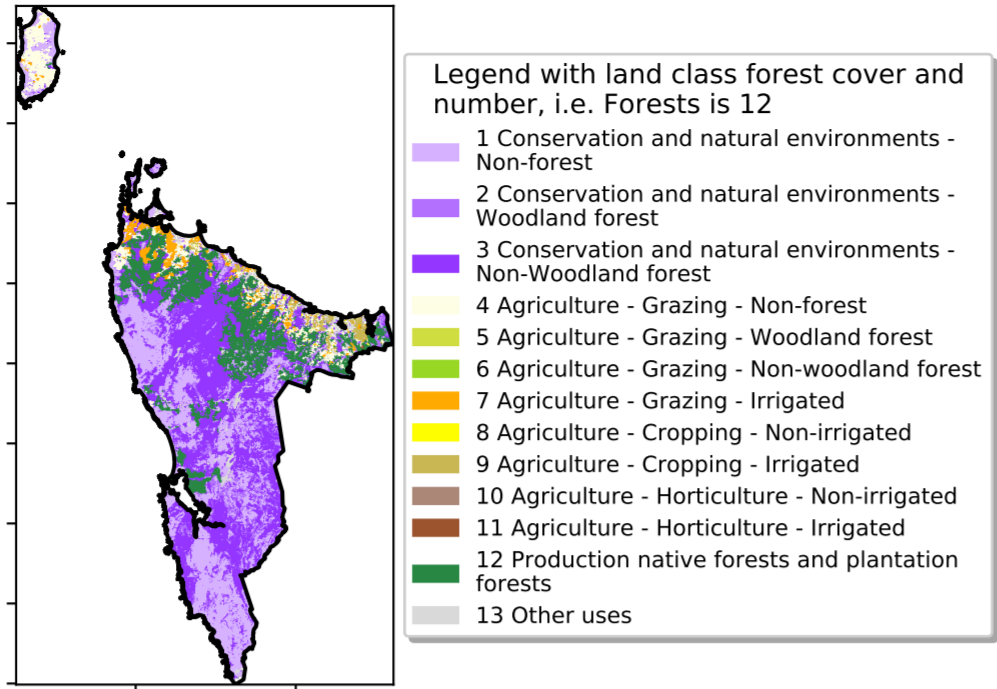 Legend with land class forest cover and
number, i.e. Forests is 12
1 Conservation and natural environments -
Non-forest
2 Conservation and natural environments -
Woodland forest
3 Conservation and natural environments -
Non-Woodland forest
4 Agriculture - Grazing - Non-forest
5 Agriculture - Grazing - Woodland forest
6 Agriculture - Grazing - Non-woodland forest
7 Agriculture - Grazing - Irrigated
8 Agriculture - Cropping - Non-irrigated
9 Agriculture - Cropping - Irrigated
10 Agriculture - Horticulture - Non-irrigated
11 Agriculture - Horticulture - Irrigated
12 Production native forests and plantation
forests
13 Other uses